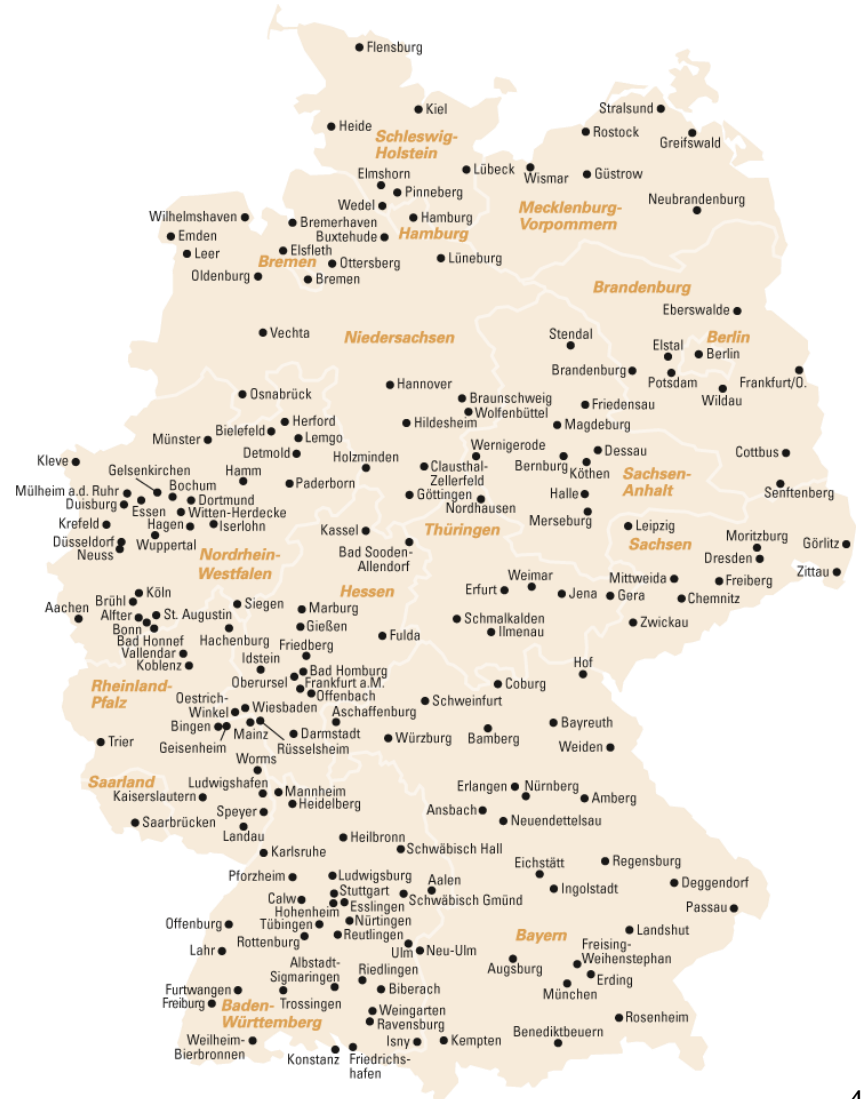 Flensburg
Kiel
Stralsund
Heide
Rostock
Greifswald
Schleswig-
Holstein
Lübeck
Wismar
Güstrow
Elmshorn
Pinneberg
Neubrandenburg
Wedel
Mecklenburg-
Vorpommern
Wilhelmshaven
Bremerhaven
Hamburg
Emden
Buxtehude
Hamburg
Leer
Elsfleth
Bremen
Ottersberg
Lüneburg
Oldenburg
Bremen
Brandenburg
Eberswalde
Vechta
Niedersachsen
Stendal
Berlin
Elstal
Berlin
Brandenburg
Potsdam
Frankfurt/O.
Wildau
Hannover
Osnabrück
Braunschweig
Wolfenbüttel
Friedensau
Herford
Hildesheim
Magdeburg
Bielefeld
Lemgo
Münster
Detmold
Holzminden
Wernigerode
Dessau
Cottbus
Kleve
Bernburg
Köthen
Gelsenkirchen
Hamm
Clausthal-
Zellerfeld
Sachsen-
Anhalt
Bochum
Paderborn
Senftenberg
Mülheim a.d. Ruhr
Dortmund
Göttingen
Nordhausen
Halle
Duisburg
Essen
Witten-Herdecke
Merseburg
Krefeld
Hagen
Iserlohn
Kassel
Thüringen
Leipzig
Düsseldorf
Wuppertal
Neuss
Bad Sooden-
Allendorf
Sachsen
Moritzburg
Görlitz
Dresden
Nordrhein-
Westfalen
Zittau
Hessen
Weimar
Mittweida
Freiberg
Köln
Erfurt
Jena
Gera
Chemnitz
Brühl
Siegen
Marburg
Aachen
Alfter
St. Augustin
Schmalkalden
Zwickau
Bonn
Gießen
Ilmenau
Bad Honnef
Hachenburg
Fulda
Vallendar
Friedberg
Koblenz
Idstein
Hof
Bad Homburg
Oberursel
Frankfurt a.M.
Coburg
Rheinland-
Pfalz
Offenbach
Schweinfurt
Oestrich-
Winkel
Wiesbaden
Aschaffenburg
Bingen
Mainz
Darmstadt
Würzburg
Bamberg
Bayreuth
Geisenheim
Rüsselsheim
Trier
Weiden
Worms
Saarland
Ludwigshafen
Mannheim
Erlangen
Nürnberg
Kaiserslautern
Heidelberg
Amberg
Speyer
Ansbach
Saarbrücken
Landau
Neuendettelsau
Heilbronn
Karlsruhe
Schwäbisch Hall
Eichstätt
Regensburg
Pforzheim
Ludwigsburg
Aalen
Deggendorf
Stuttgart
Ingolstadt
Calw
Esslingen
Schwäbisch Gmünd
Hohenheim
Passau
Offenburg
Tübingen
Nürtingen
Rottenburg
Reutlingen
Bayern
Landshut
Lahr
Ulm
Neu-Ulm
Freising-
Weihenstephan
Albstadt-
Sigmaringen
Riedlingen
Augsburg
Erding
Furtwangen
Trossingen
Biberach
München
Freiburg
Baden-
Württemberg
Weingarten
Ravensburg
Rosenheim
Weilheim-
Bierbronnen
Isny
Kempten
Benediktbeuern
Konstanz
Friedrichs-
hafen